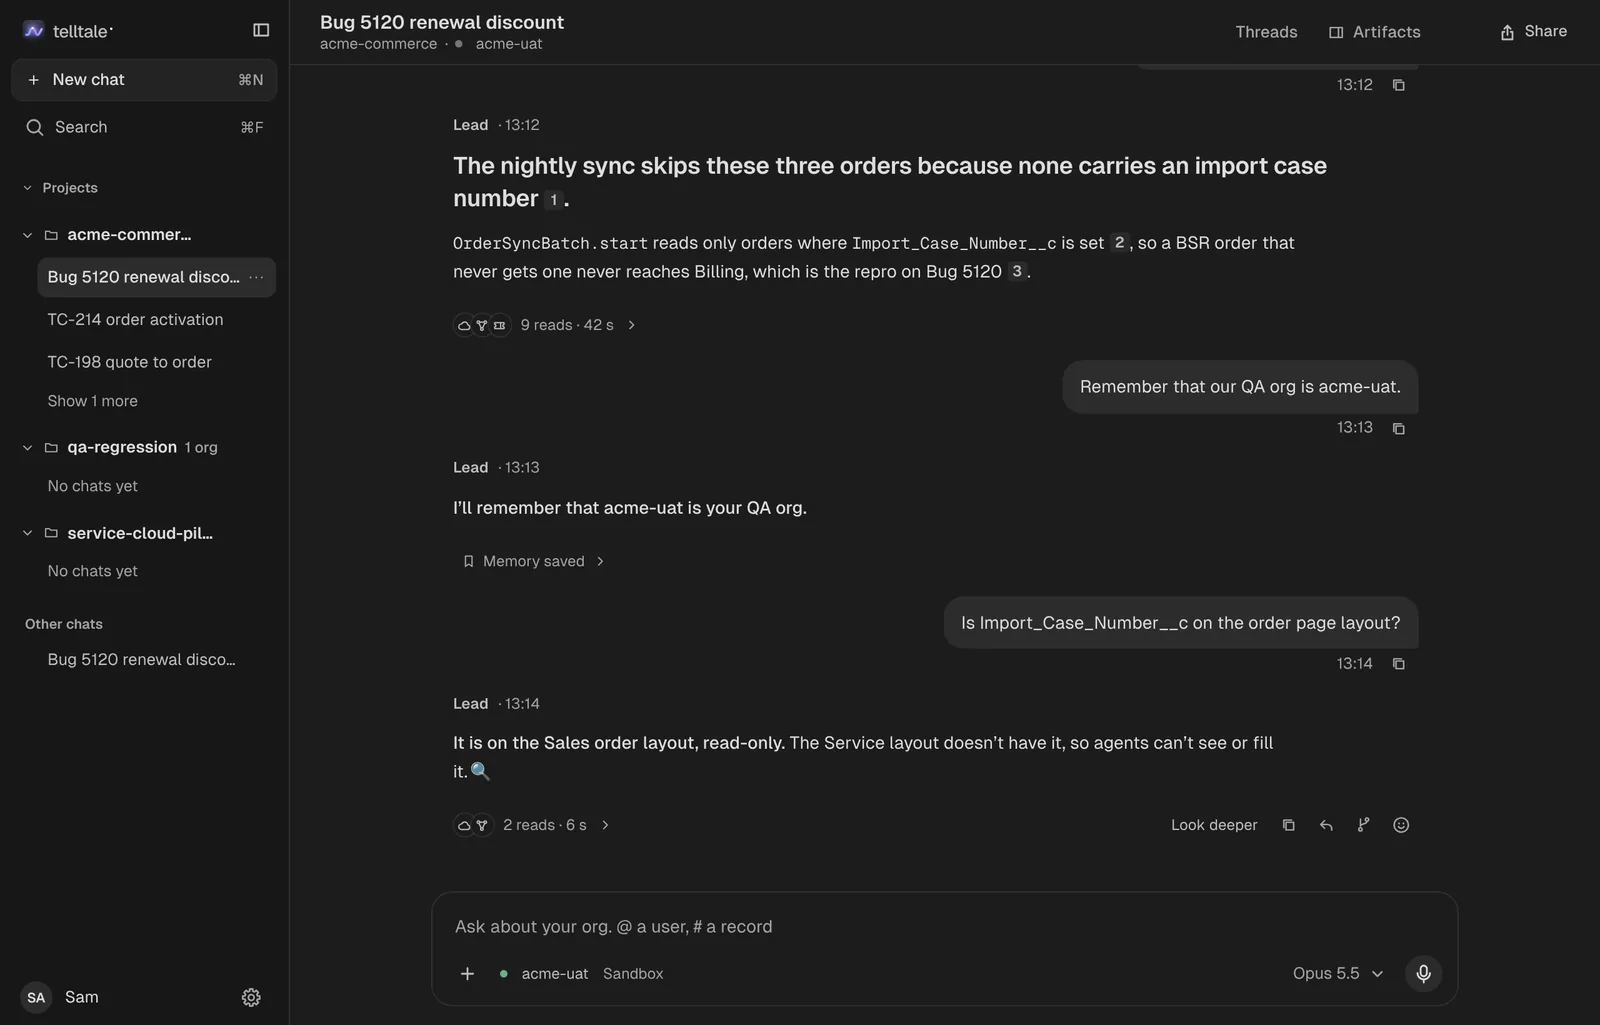 telltale
New chat ⌘N
Search ⌘F
Projects
acme-commer...
Bug 5120 renewal disco... ...
TC-214 order activation
TC-198 quote to order
Show 1 more
qa-regression 1 org
No chats yet
service-cloud-pil...
No chats yet
Other chats
Bug 5120 renewal disco...
SA Sam
Bug 5120 renewal discount
acme-commerce · acme-uat
Threads
Artifacts
Share
13:12
Lead · 13:12
The nightly sync skips these three orders because none carries an import case
number 1.
OrderSyncBatch.start reads only orders where Import_Case_Number__c is set 2, so a BSR order that
never gets one never reaches Billing, which is the repro on Bug 5120 3.
9 reads · 42 s
Remember that our QA org is acme-uat.
13:13
Lead · 13:13
I’ll remember that acme-uat is your QA org.
Memory saved
Is Import_Case_Number__c on the order page layout?
13:14
Lead · 13:14
It is on the Sales order layout, read-only. The Service layout doesn’t have it, so agents can’t see or fill
it.🔍
2 reads · 6 s
Look deeper
Ask about your org. @ a user, # a record
acme-uat Sandbox
Opus 5.5